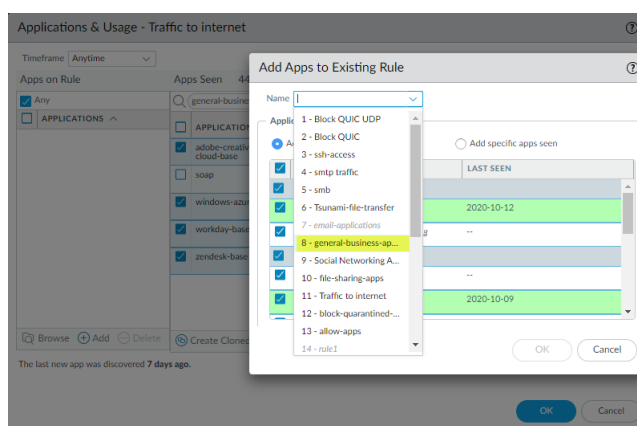 Applications & Usage - Traffic to internet
Timeframe Anytime
Apps on Rule
Apps Seen 44
Any
APPLICATIONS
general-busine
APPLICATION
adobe-creativ
cloud-base
soap
windows-azur
workday-base
zendesk-base
Browse Add Delete
Create Clone
The last new app was discovered 7 days ago.
OK Cancel
Add Apps to Existing Rule
Name
Applic
Add specific apps seen
LAST SEEN
2020-10-12
--
--
2020-10-09
1 - Block QUIC UDP
2 - Block QUIC
3 - ssh-access
4 - smtp traffic
5 - smb
6 - Tsunami-file-transfer
7 - email-applications
8 - general-business-ap...
9 - Social Networking A...
10 - file-sharing-apps
11 - Traffic to internet
12 - block-quarantined-...
13 - allow-apps
14 - rule1
OK Cancel